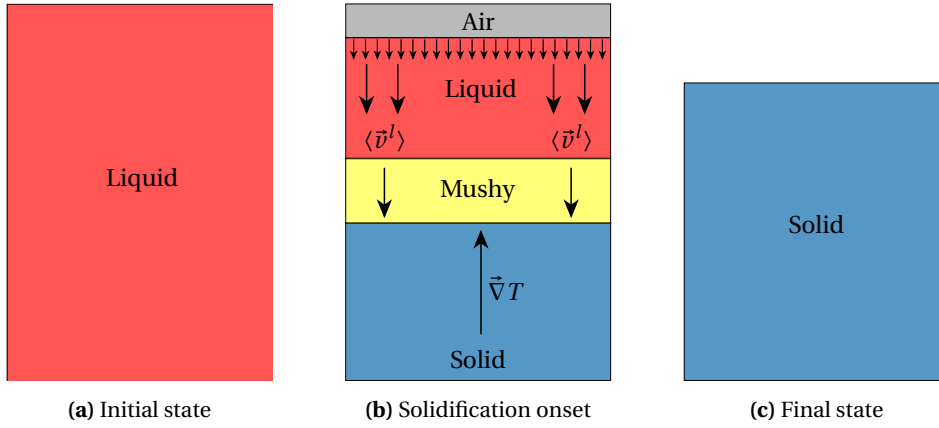 Liquid
(a) Initial state
Air
Liquid
⟨v⃗ˡ⟩ ⟨v⃗ˡ⟩
Mushy
∇⃗T
Solid
(b) Solidification onset
Solid
(c) Final state